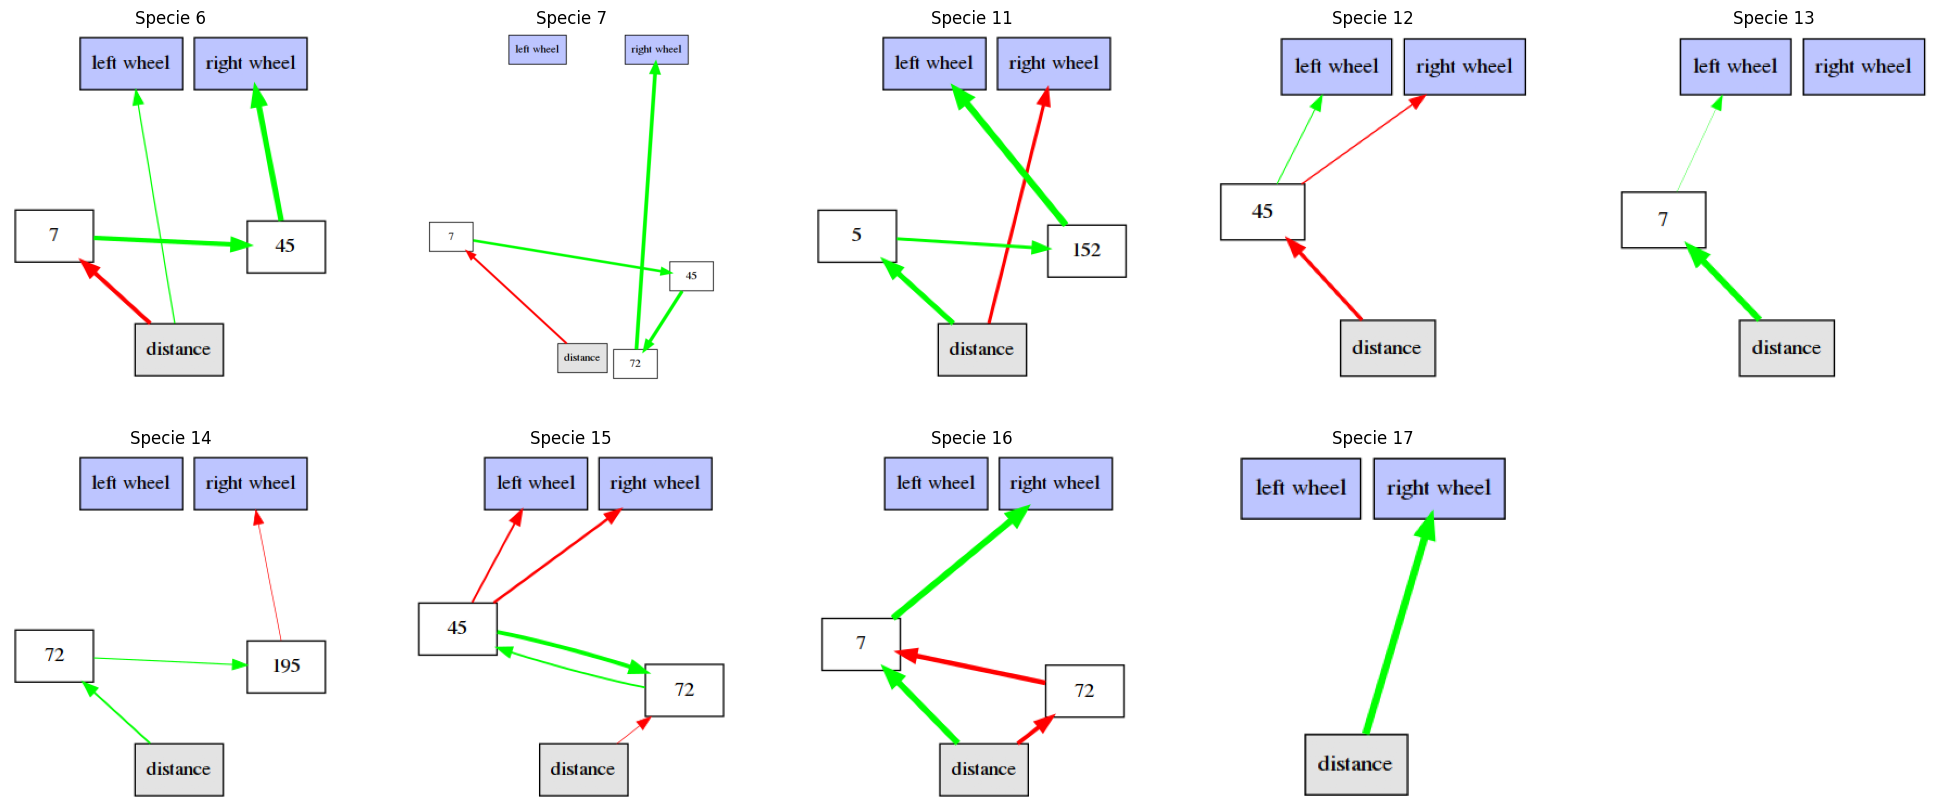 Specie 6
left wheel
right wheel
7
45
distance
Specie 7
left wheel
right wheel
7
45
distance
72
Specie 11
left wheel
right wheel
5
152
distance
Specie 12
left wheel
right wheel
45
distance
Specie 13
left wheel
right wheel
7
distance
Specie 14
left wheel
right wheel
72
195
distance
Specie 15
left wheel
right wheel
45
72
distance
Specie 16
left wheel
right wheel
7
72
distance
Specie 17
left wheel
right wheel
distance